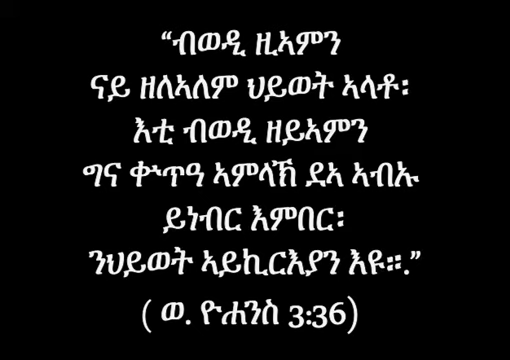 “ብወዲ ዚኣምን
ናይ ዘለኣለም ህይወት ኣላቶ፡
እቲ ብወዲ ዘይኣምን
ግና ቍጥዓ ኣምላኽ ደኣ ኣብኡ
ይነብር እምበር፡
ንህይወት ኣይኪርእያን እዩ።.”
( ወ. ዮሐንስ 3:36)